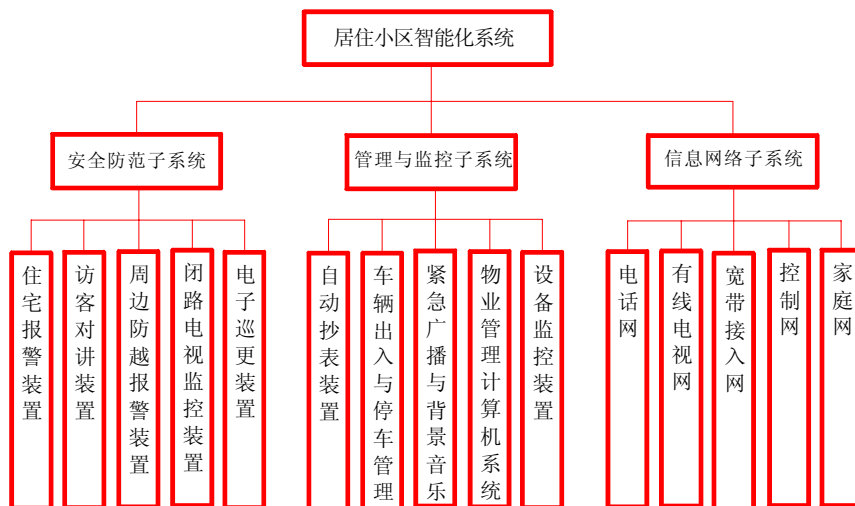 居住小区智能化系统
安全防范子系统
管理与监控子系统
信息网络子系统
住宅报警装置
访客对讲装置
周边防越报警装置
闭路电视监控装置
电子巡更装置
自动抄表装置
车辆出入与停车管理
紧急广播与背景音乐
物业管理计算机系统
设备监控装置
电话网
有线电视网
宽带接入网
控制网
家庭网